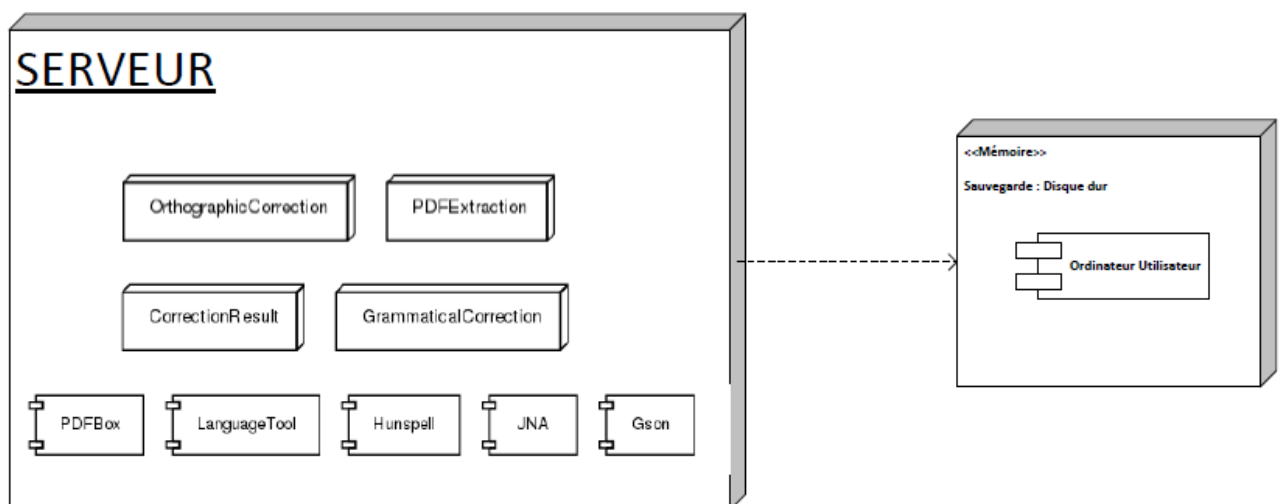 SERVEUR
OrthographicCorrection
PDFExtraction
CorrectionResult
GrammaticalCorrection
PDFBox
LanguageTool
Hunspell
JNA
Gson
<<Mémoire>>
Sauvegarde : Disque dur
Ordinateur Utilisateur